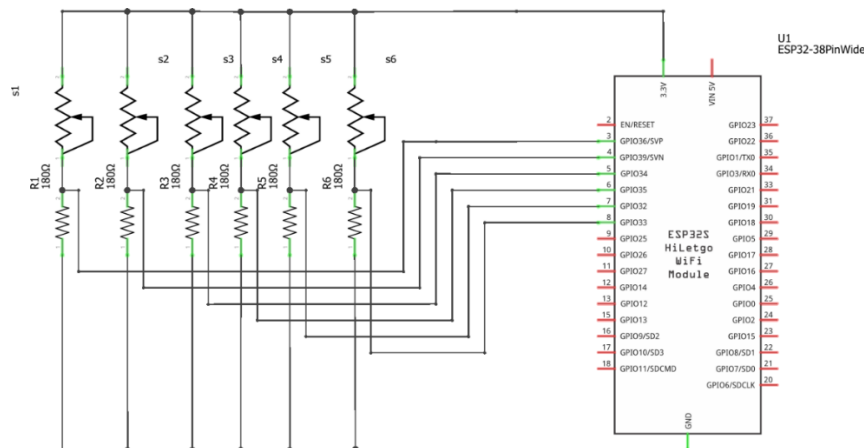 U1
ESP32-38PinWide
s1
s2
s3
s4
s5
s6
R1
180Ω
R2
180Ω
R3
180Ω
R4
180Ω
R5
180Ω
R6
180Ω
3.3V
VIN 5V
2 EN/RESET
3 GPIO36/SVP
4 GPIO39/SVN
5 GPIO34
6 GPIO35
7 GPIO32
8 GPIO33
9 GPIO25
10 GPIO26
11 GPIO27
12 GPIO14
13 GPIO12
15 GPIO13
16 GPIO9/SD2
17 GPIO10/SD3
18 GPIO11/SDCMD
ESP32S
HiLetgo
WiFi
Module
GPIO23 37
GPIO22 36
GPIO1/TX0 35
GPIO3/RX0 34
GPIO21 33
GPIO19 31
GPIO18 30
GPIO5 29
GPIO17 28
GPIO16 27
GPIO4 26
GPIO0 25
GPIO2 24
GPIO15 23
GPIO8/SD1 22
GPIO7/SD0 21
GPIO6/SDCLK 20
GND